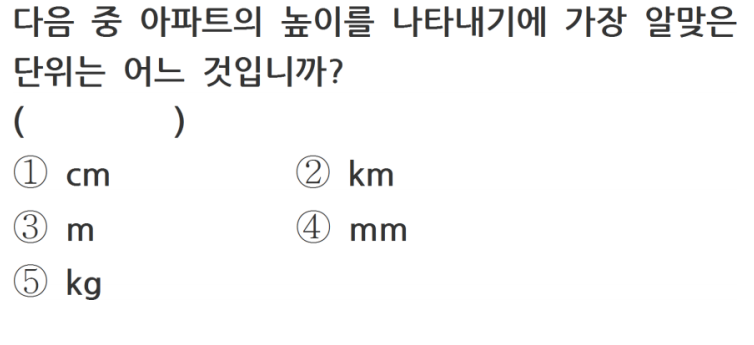 다음 중 아파트의 높이를 나타내기에 가장 알맞은
단위는 어느 것입니까?
(          )
① cm ② km
③ m ④ mm
⑤ kg